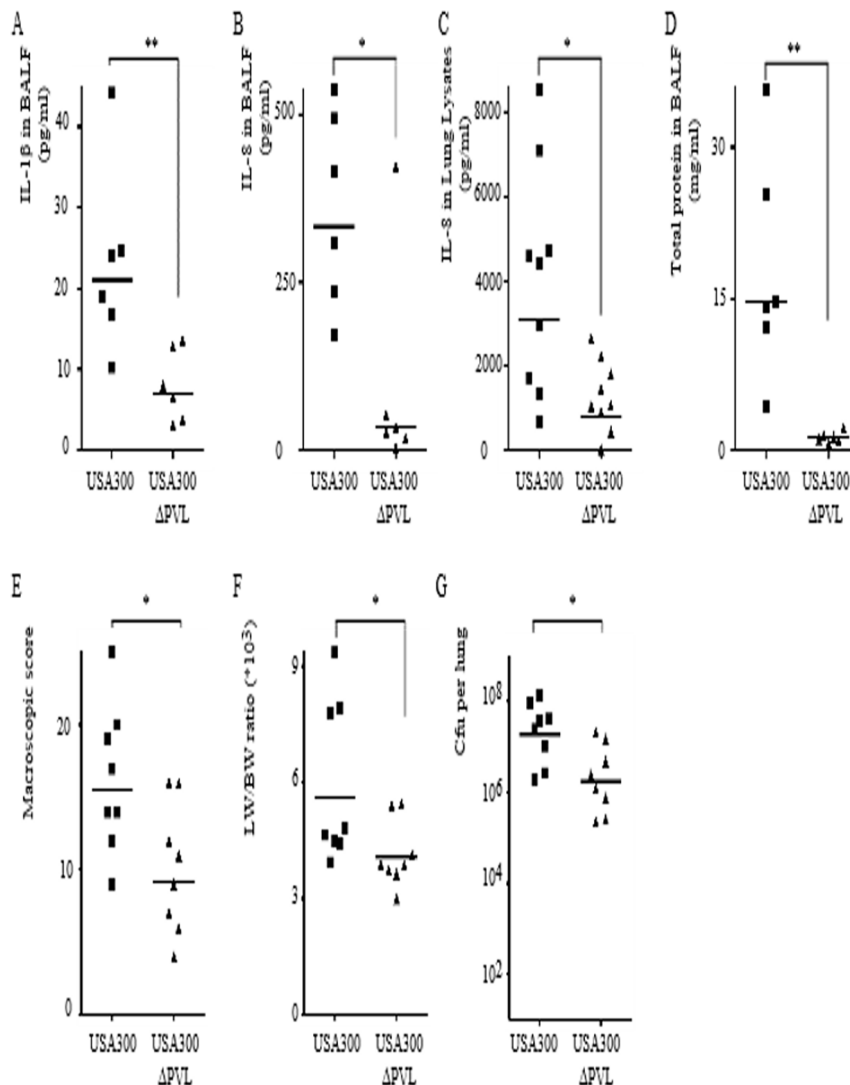 A
IL-1β in BALF
(pg/ml)
**
40
30
20
10
0
USA300
USA300
ΔPVL
B
IL-8 in BALF
(pg/ml)
*
500
250
0
USA300
USA300
ΔPVL
C
IL-8 in Lung Lysates
(pg/ml)
*
8000
6000
4000
2000
0
USA300
USA300
ΔPVL
D
Total protein in BALF
(mg/ml)
**
30
15
0
USA300
USA300
ΔPVL
E
Macroscopic score
*
20
10
0
USA300
USA300
ΔPVL
F
LW/BW ratio (*10³)
*
9
6
3
0
USA300
USA300
ΔPVL
G
Cfu per lung
*
10⁸
10⁶
10⁴
10²
USA300
USA300
ΔPVL